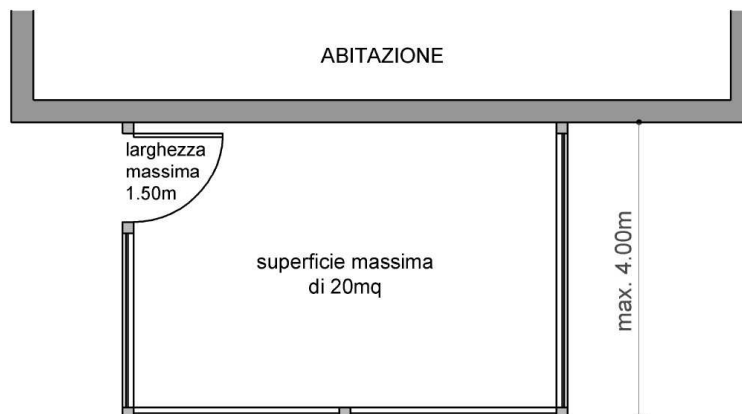 ABITAZIONE
larghezza
massima
1.50m
superficie massima
di 20mq
max. 4.00m